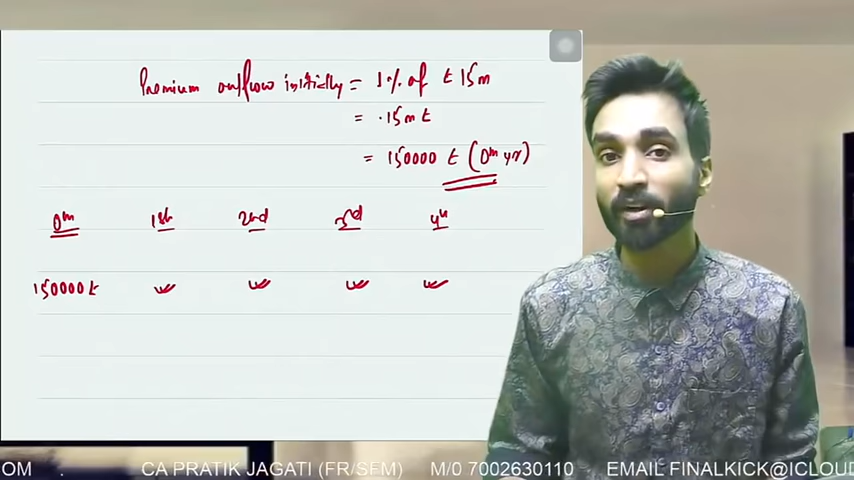 Premium outflow initially = 1% of £ 15m
= .15m £
= 150000 £ (0th yr)
0th 1st 2nd 3rd 4th
150000 £
OM . CA PRATIK JAGATI (FR/SFM) M/0 7002630110 EMAIL FINALKICK@ICLOUD